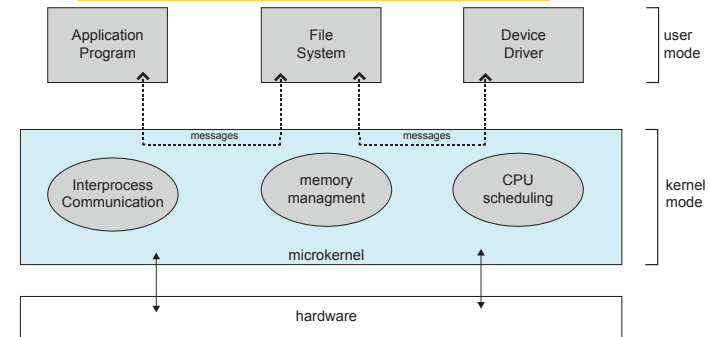 Application
Program
File
System
Device
Driver
user
mode
messages
messages
Interprocess
Communication
memory
managment
CPU
scheduling
kernel
mode
microkernel
hardware